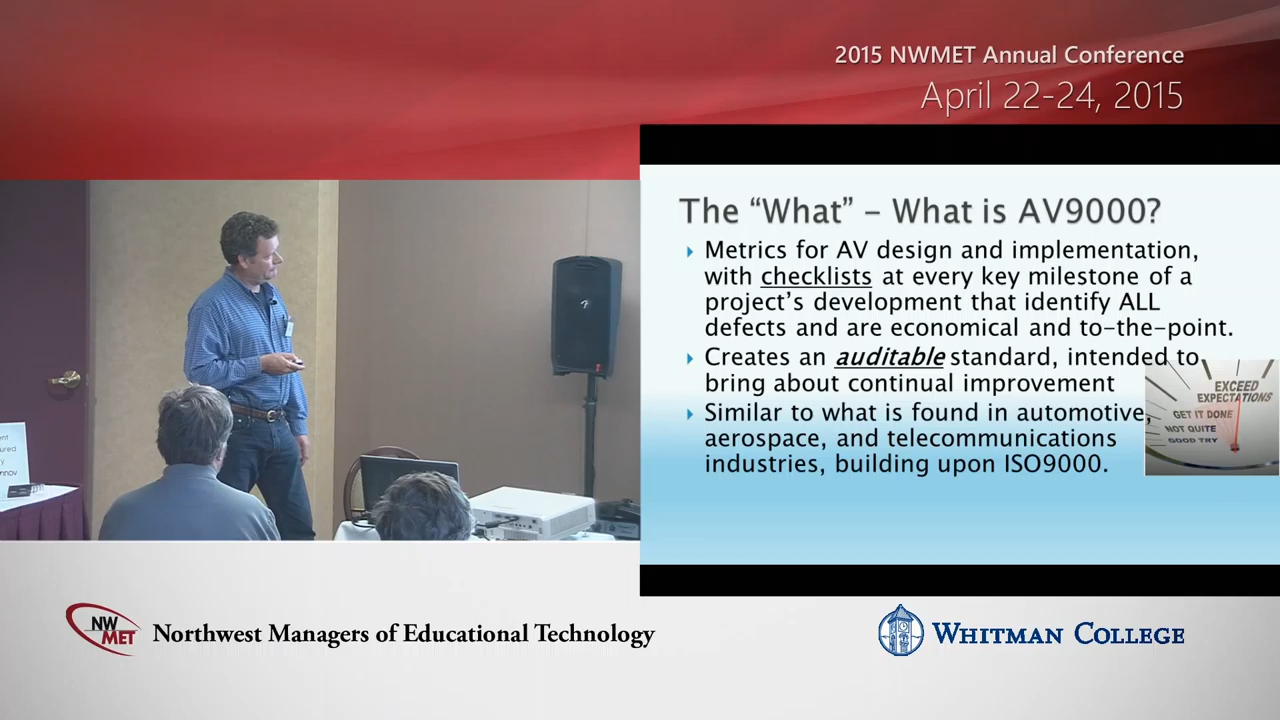 2015 NWMET Annual Conference
April 22-24, 2015
The “What” – What is AV9000?
Metrics for AV design and implementation,
with checklists at every key milestone of a
project’s development that identify ALL
defects and are economical and to-the-point.
Creates an auditable standard, intended to
bring about continual improvement
Similar to what is found in automotive,
aerospace, and telecommunications
industries, building upon ISO9000.
EXCEED
EXPECTATIONS
GET IT DONE
NOT QUITE
GOOD TRY
NW
MET
Northwest Managers of Educational Technology
WHITMAN COLLEGE